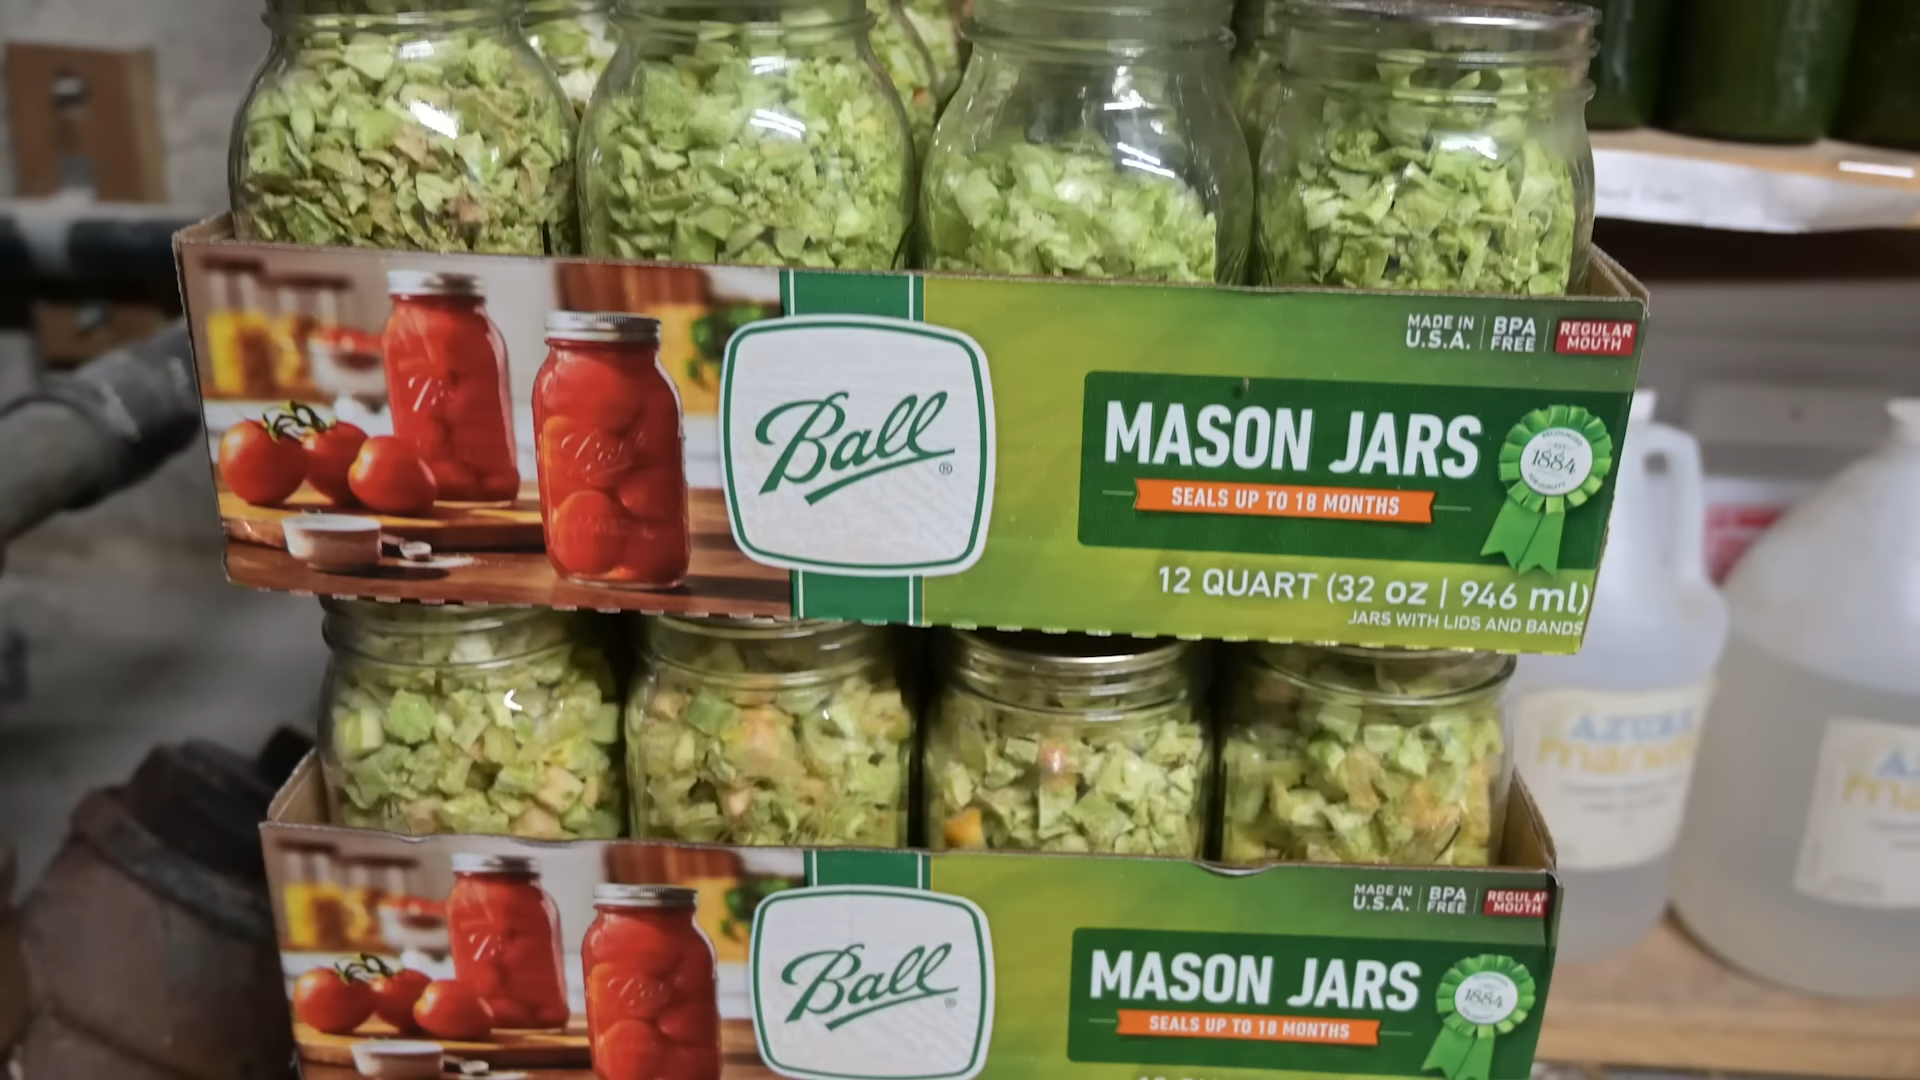 MADE IN
U.S.A.
BPA
FREE
REGULAR
MOUTH
Ball®
MASON JARS
1884
SEALS UP TO 18 MONTHS
12 QUART (32 oz | 946 ml)
JARS WITH LIDS AND BANDS
AZURE
market
MADE IN
U.S.A.
BPA
FREE
REGULAR
MOUTH
Ball®
MASON JARS
1884
SEALS UP TO 18 MONTHS